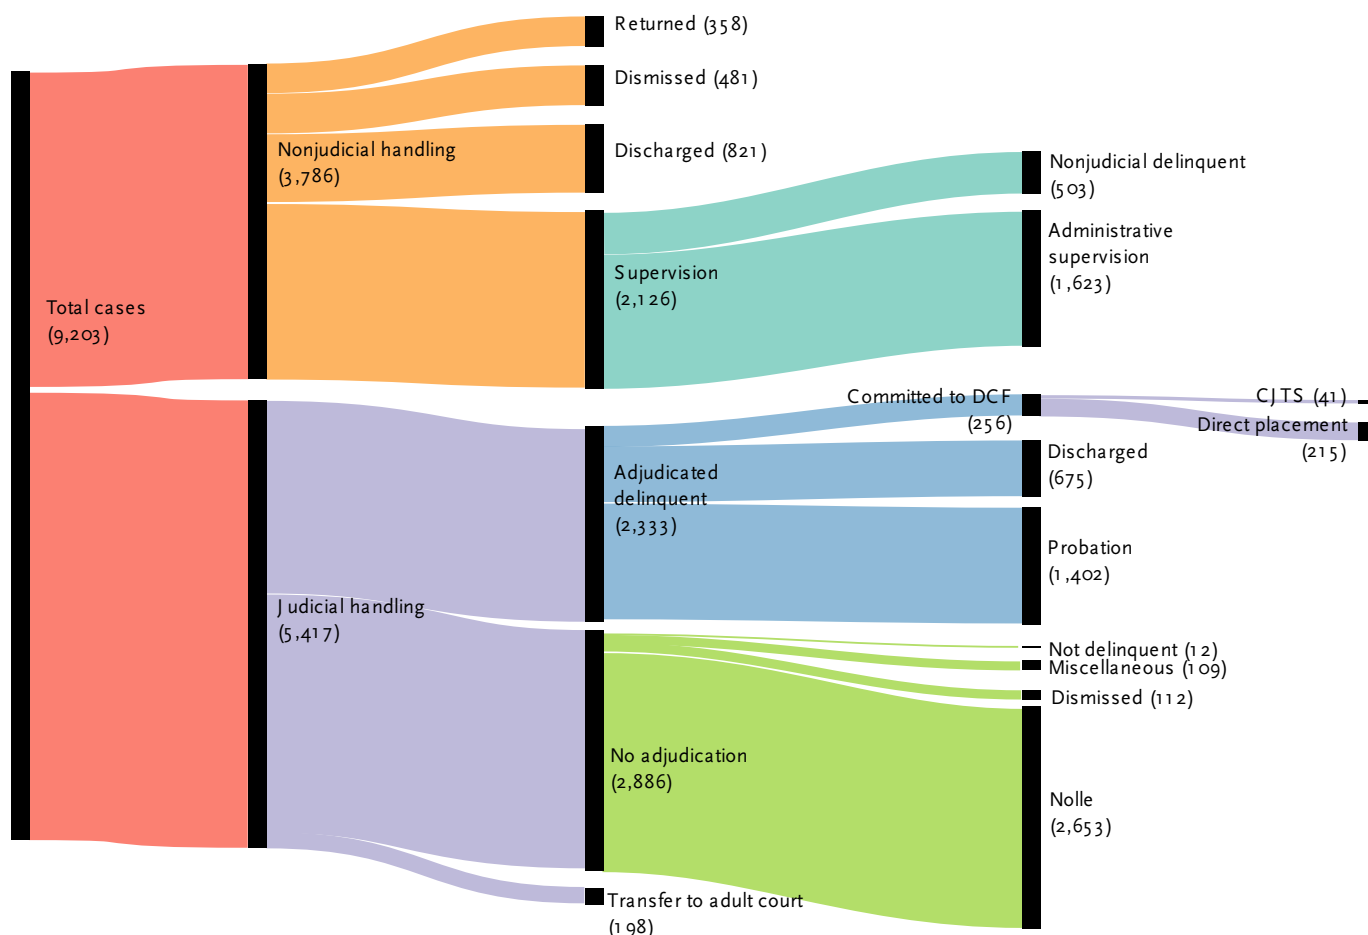 Returned (358)
Dismissed (481)
Nonjudicial handling
(3,786)
Discharged (821)
Nonjudicial delinquent
(503)
Administrative
supervision
(1,623)
Supervision
(2,126)
Total cases
(9,203)
Committed to DCF
(256)
CJTS (41)
Direct placement
(215)
Discharged
(675)
Adjudicated
delinquent
(2,333)
Probation
(1,402)
Judicial handling
(5,417)
Not delinquent (12)
Miscellaneous (109)
Dismissed (112)
No adjudication
(2,886)
Nolle
(2,653)
Transfer to adult court
(198)